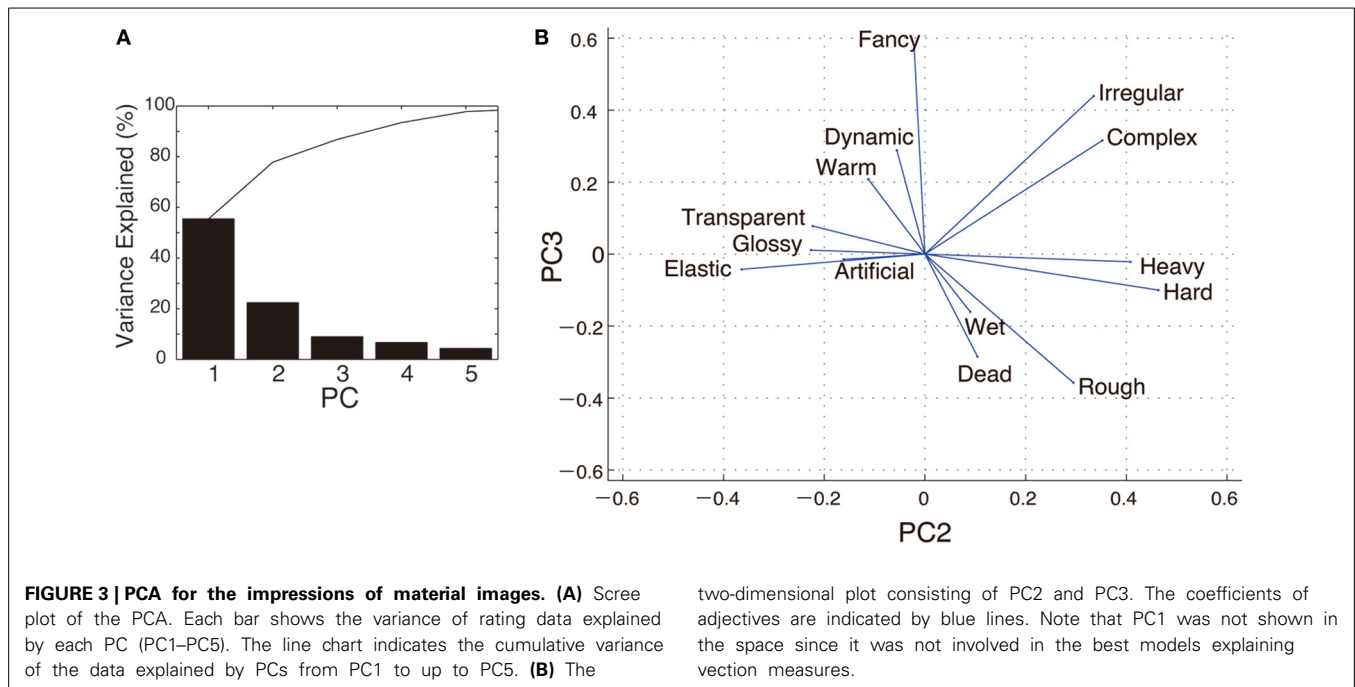 A
Variance Explained (%)
100
80
60
40
20
0
1 2 3 4 5
PC
B
PC3
0.6
0.4
0.2
0
−0.2
−0.4
−0.6
Fancy
Irregular
Dynamic
Complex
Warm
Transparent
Glossy
Elastic
Artificial
Heavy
Hard
Wet
Dead
Rough
−0.6 −0.4 −0.2 0 0.2 0.4 0.6
PC2
FIGURE 3 | PCA for the impressions of material images. (A) Scree
plot of the PCA. Each bar shows the variance of rating data explained
by each PC (PC1–PC5). The line chart indicates the cumulative variance
of the data explained by PCs from PC1 to up to PC5. (B) The
two-dimensional plot consisting of PC2 and PC3. The coefficients of
adjectives are indicated by blue lines. Note that PC1 was not shown in
the space since it was not involved in the best models explaining
vection measures.